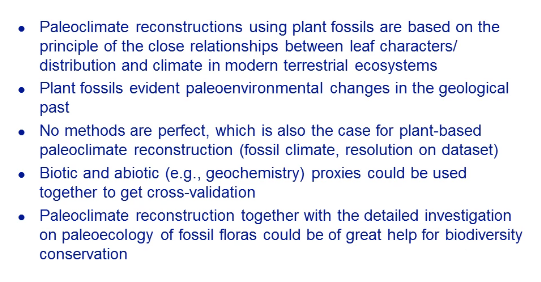 • Paleoclimate reconstructions using plant fossils are based on the
principle of the close relationships between leaf characters/
distribution and climate in modern terrestrial ecosystems
• Plant fossils evident paleoenvironmental changes in the geological
past
• No methods are perfect, which is also the case for plant-based
paleoclimate reconstruction (fossil climate, resolution on dataset)
• Biotic and abiotic (e.g., geochemistry) proxies could be used
together to get cross-validation
• Paleoclimate reconstruction together with the detailed investigation
on paleoecology of fossil floras could be of great help for biodiversity
conservation